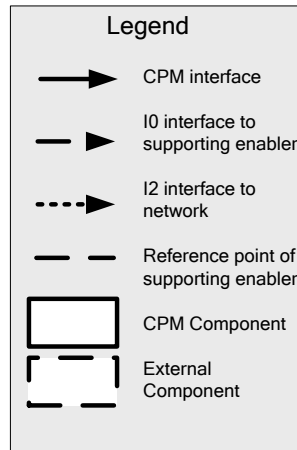 Legend
CPM interface
I0 interface to
supporting enabler
I2 interface to
network
Reference point of
supporting enabler
CPM Component
External
Component